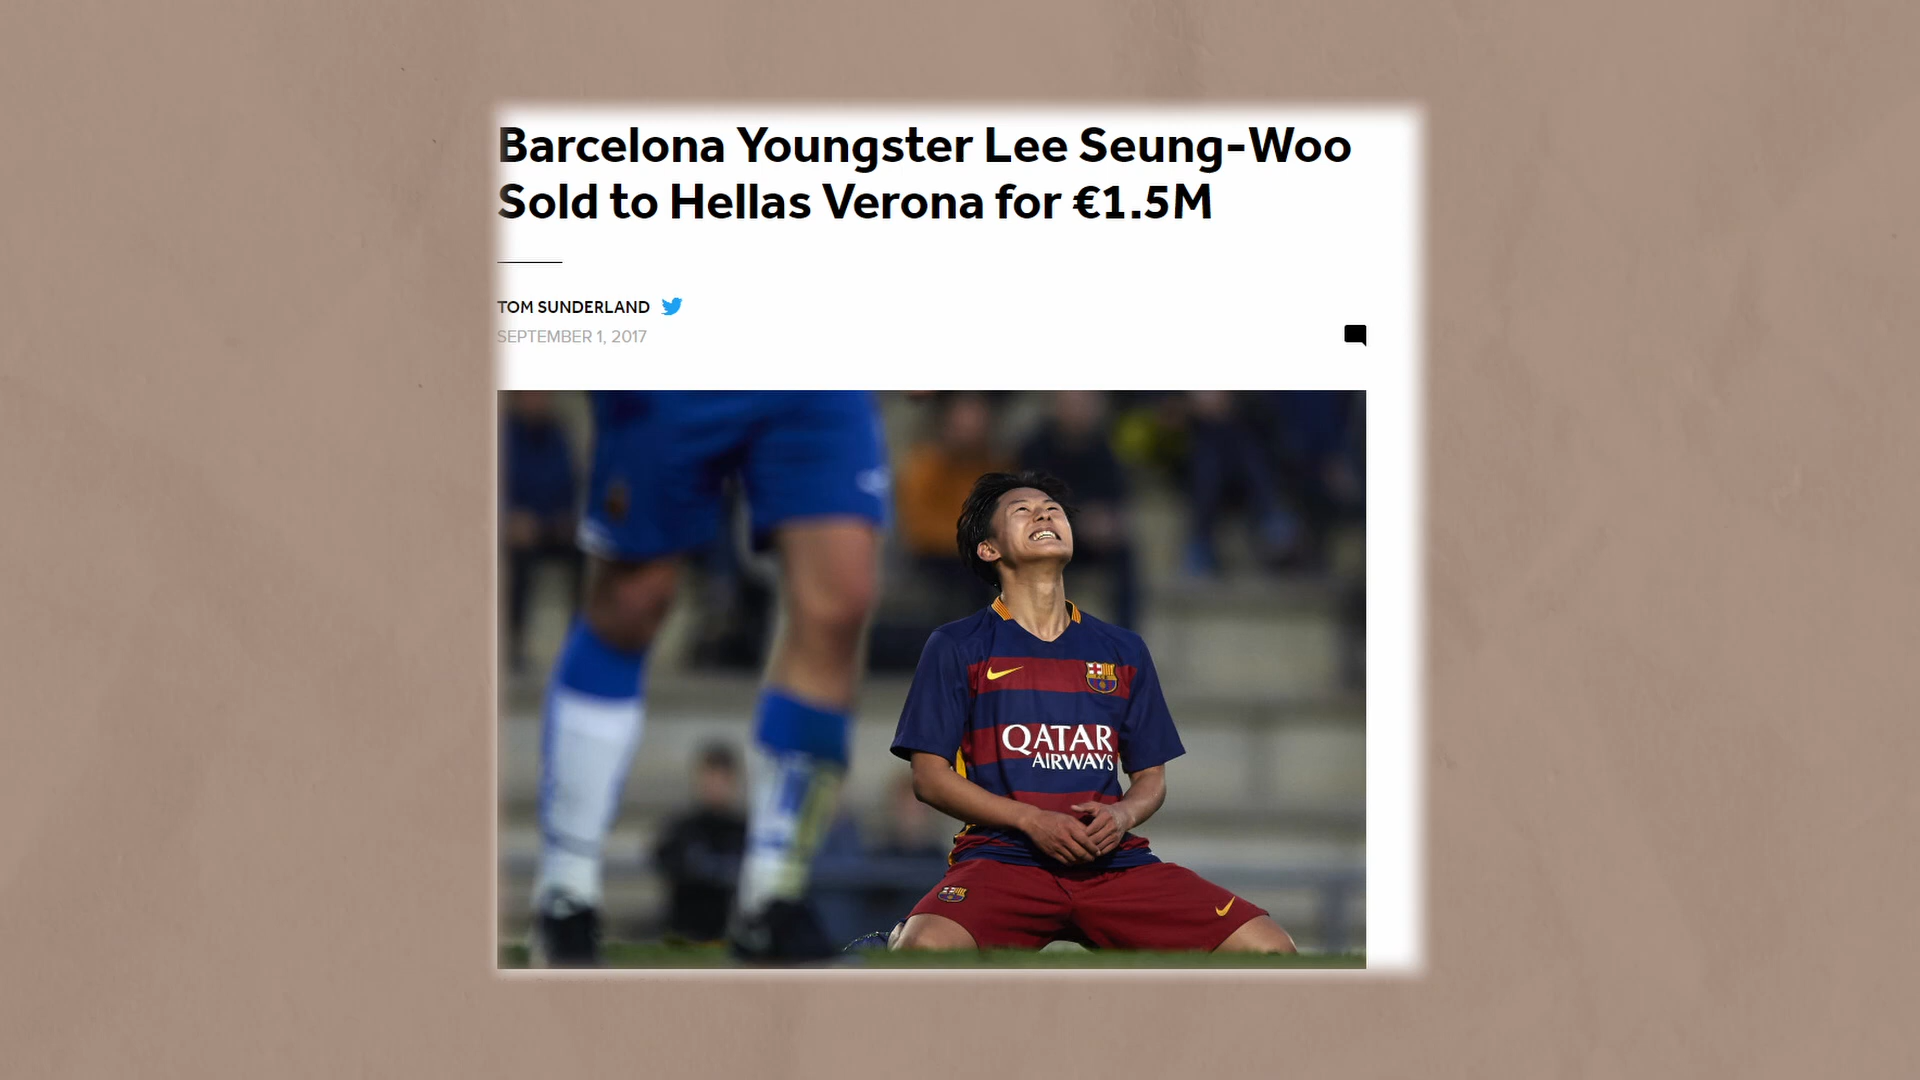 Barcelona Youngster Lee Seung-Woo
Sold to Hellas Verona for €1.5M
TOM SUNDERLAND
SEPTEMBER 1, 2017
QATAR
AIRWAYS